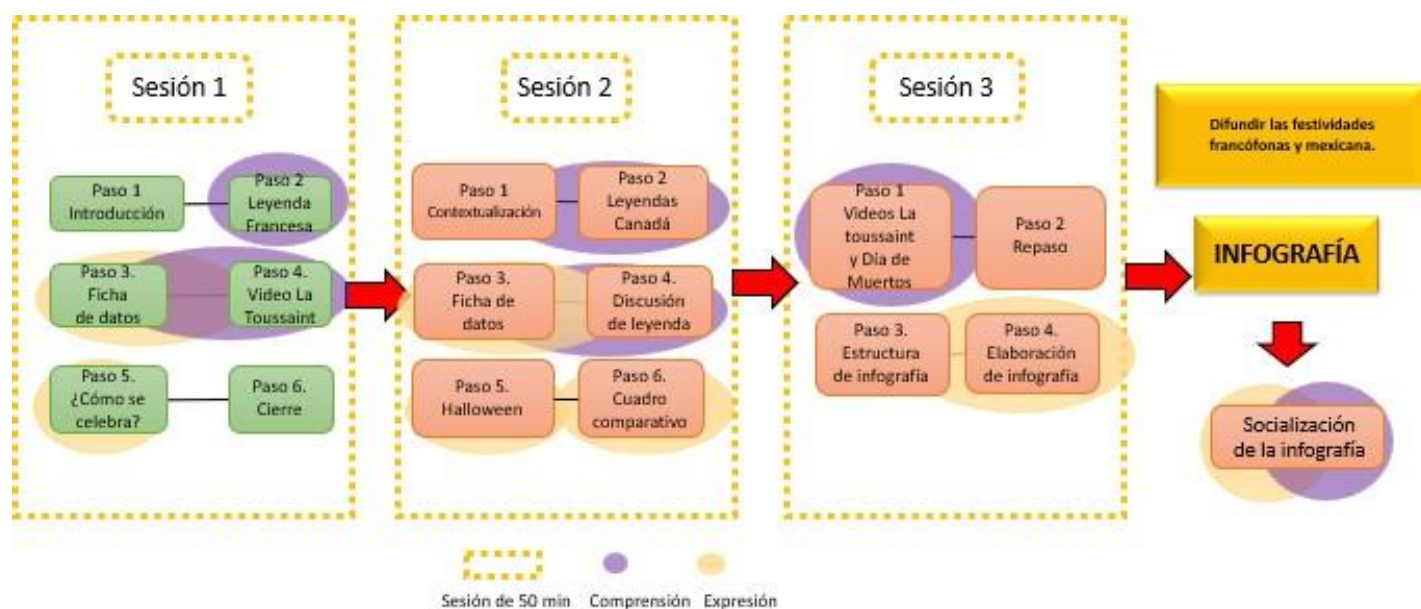 Sesión 1
Paso 1
Introducción
Paso 2
Leyenda
Francesa
Paso 3.
Ficha
de datos
Paso 4.
Video La
Toussaint
Paso 5.
¿Cómo se
celebra?
Paso 6.
Cierre
Sesión 2
Paso 1
Contextualización
Paso 2
Leyendas
Canadá
Paso 3.
Ficha de
datos
Paso 4.
Discusión
de leyenda
Paso 5.
Halloween
Paso 6.
Cuadro
comparativo
Sesión 3
Paso 1
Videos La
toussaint
y Día de
Muertos
Paso 2
Repaso
Paso 3.
Estructura
de infografía
Paso 4.
Elaboración
de infografía
Difundir las festividades
francófonas y mexicana.
INFOGRAFÍA
Socialización
de la infografía
Sesión de 50 min
Comprensión
Expresión